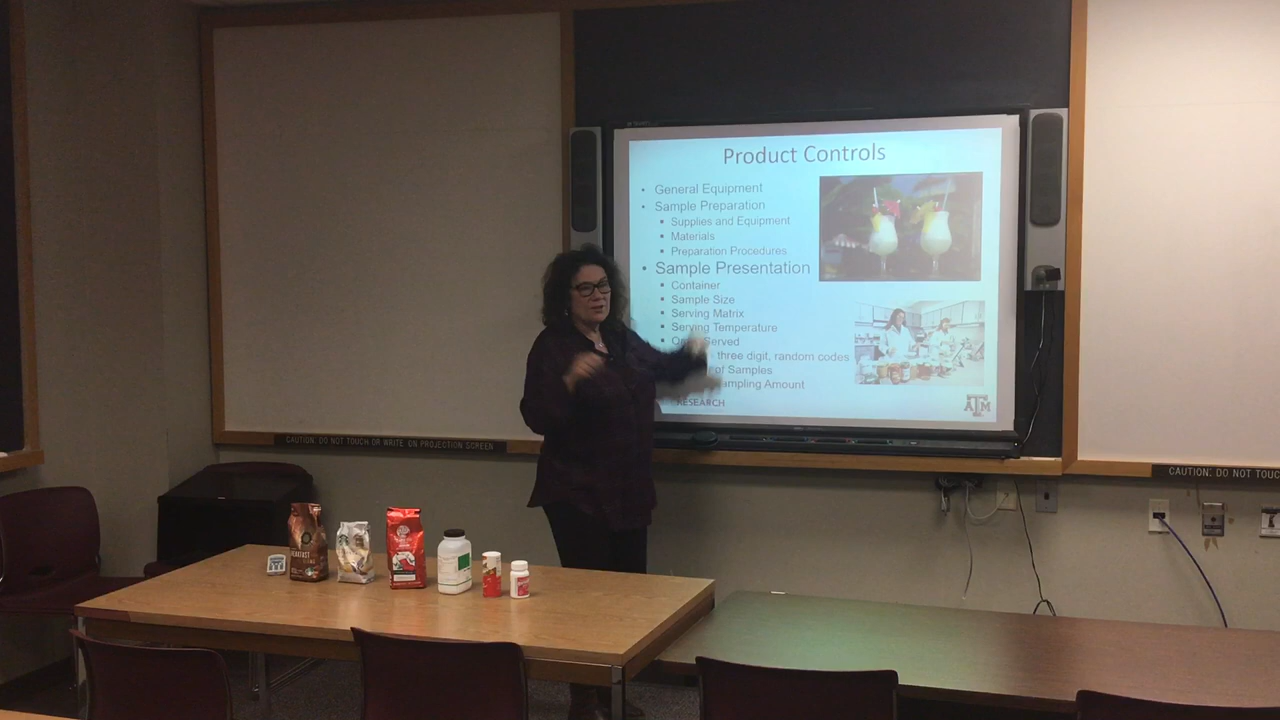 Product Controls
• General Equipment
• Sample Preparation
▪ Supplies and Equipment
▪ Materials
▪ Preparation Procedures
• Sample Presentation
▪ Container
▪ Sample Size
▪ Serving Matrix
▪ Serving Temperature
Served
three digit, random codes
of Samples
ampling Amount
RESEARCH
ATM
CAUTION: DO NOT TOUCH OR WRITE ON PROJECTION SCREEN
CAUTION: DO NOT TOUC